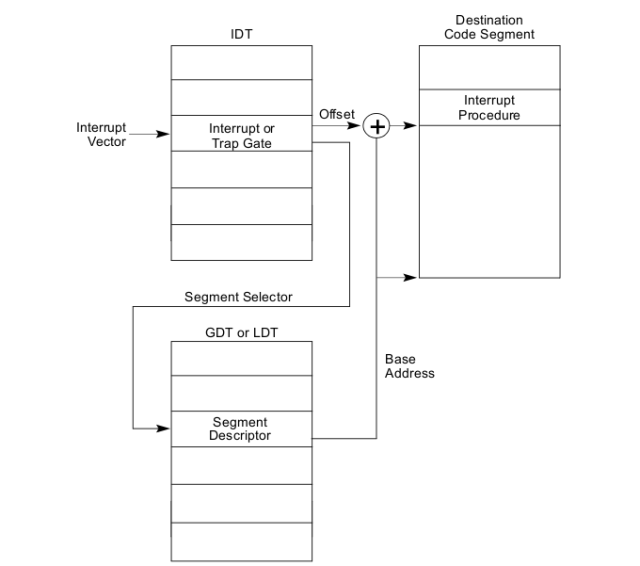 IDT
Destination
Code Segment
Interrupt
Vector
Interrupt or
Trap Gate
Offset
+
Interrupt
Procedure
Segment Selector
GDT or LDT
Base
Address
Segment
Descriptor